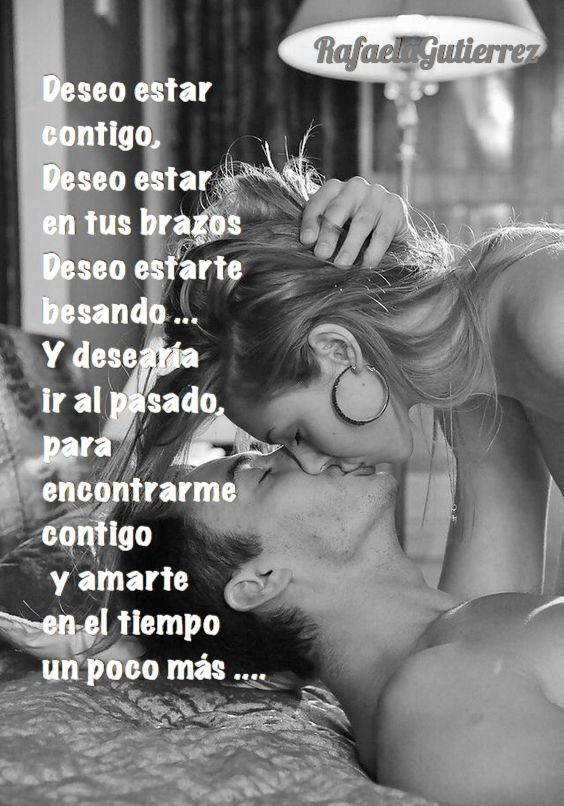 RafaelaGutierrez
Deseo estar
contigo,
Deseo estar
en tus brazos
Deseo estarte
besando ...
Y desearía
ir al pasado,
para
encontrarme
contigo
y amarte
en el tiempo
un poco más ....